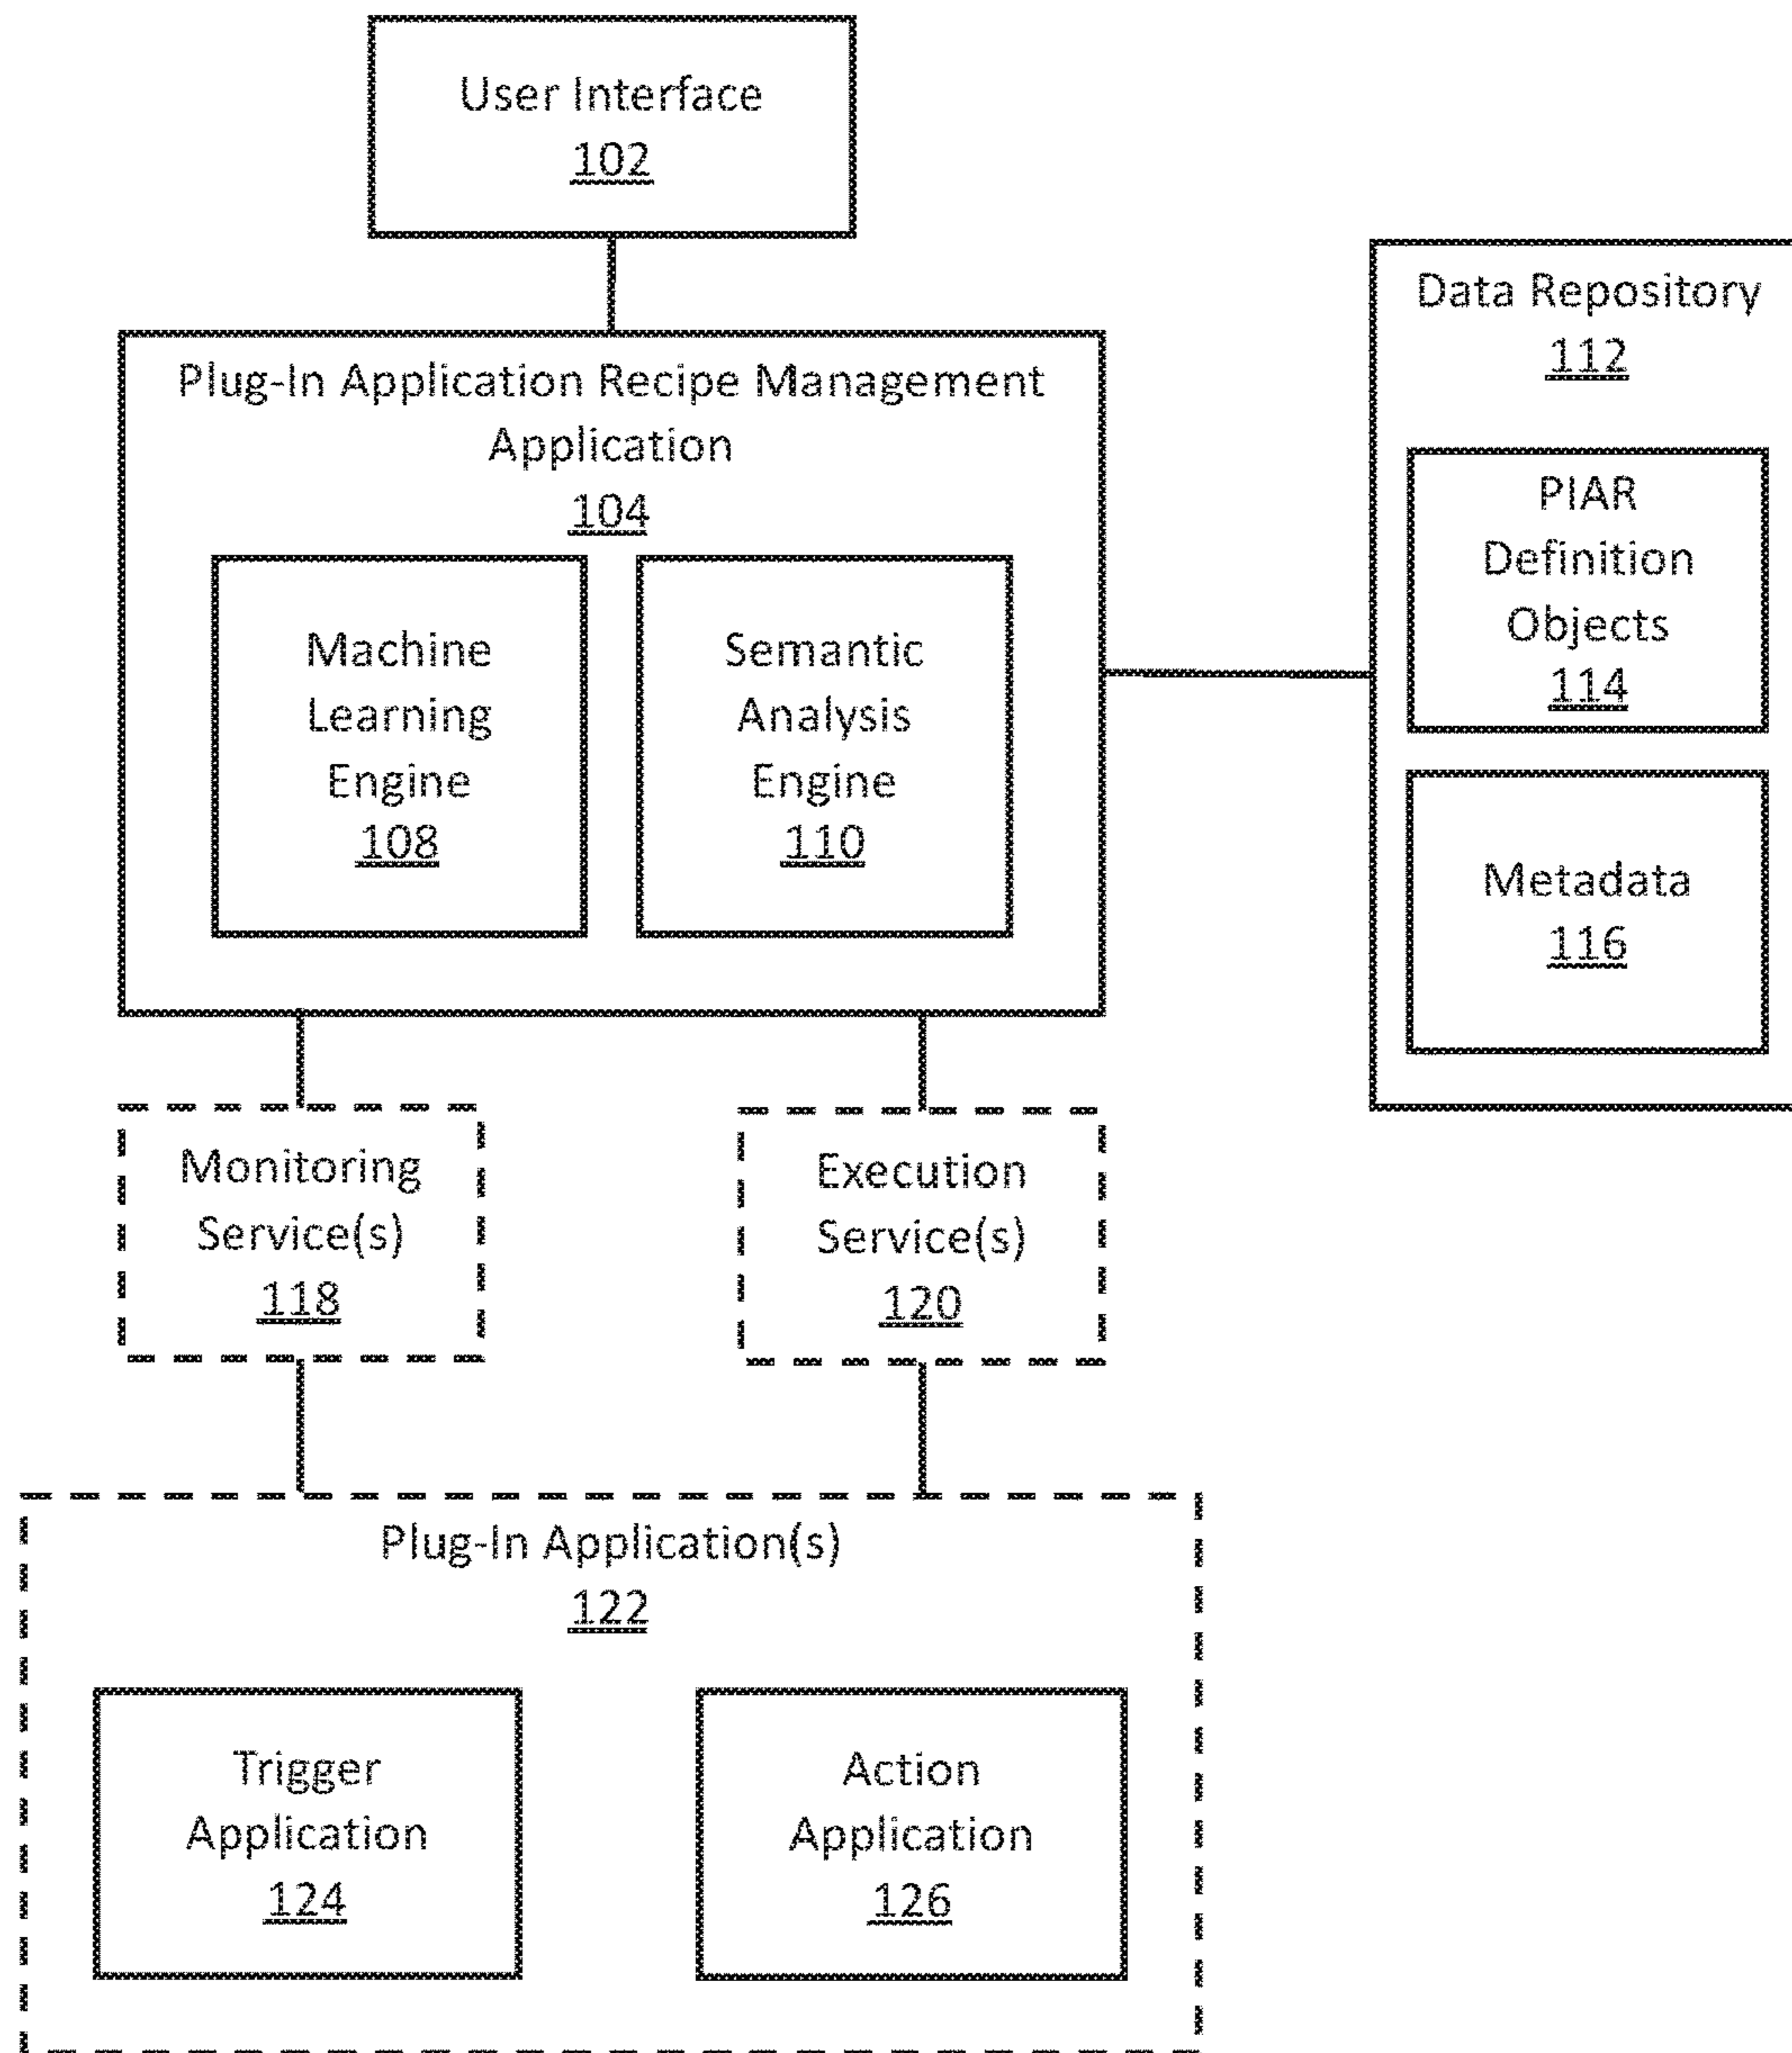 User Interface
102
Plug-In Application Recipe Management
Application
104
Machine
Learning
Engine
108
Semantic
Analysis
Engine
110
Data Repository
112
PIAR
Definition
Objects
114
Metadata
116
Monitoring
Service(s)
118
Execution
Service(s)
120
Plug-In Application(s)
122
Trigger
Application
124
Action
Application
126